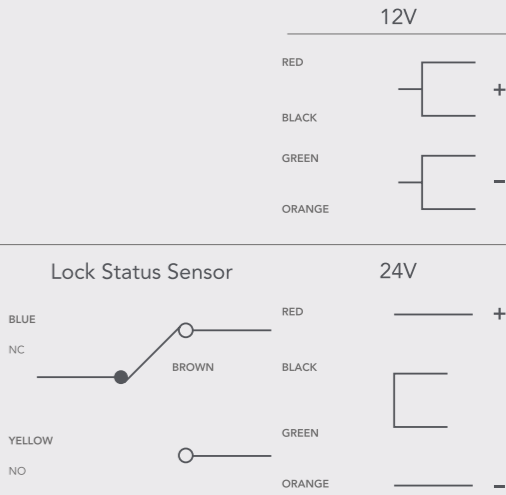 12V
RED
+
BLACK
GREEN
−
ORANGE
Lock Status Sensor
24V
BLUE
NC
BROWN
YELLOW
NO
RED
+
BLACK
GREEN
ORANGE
−